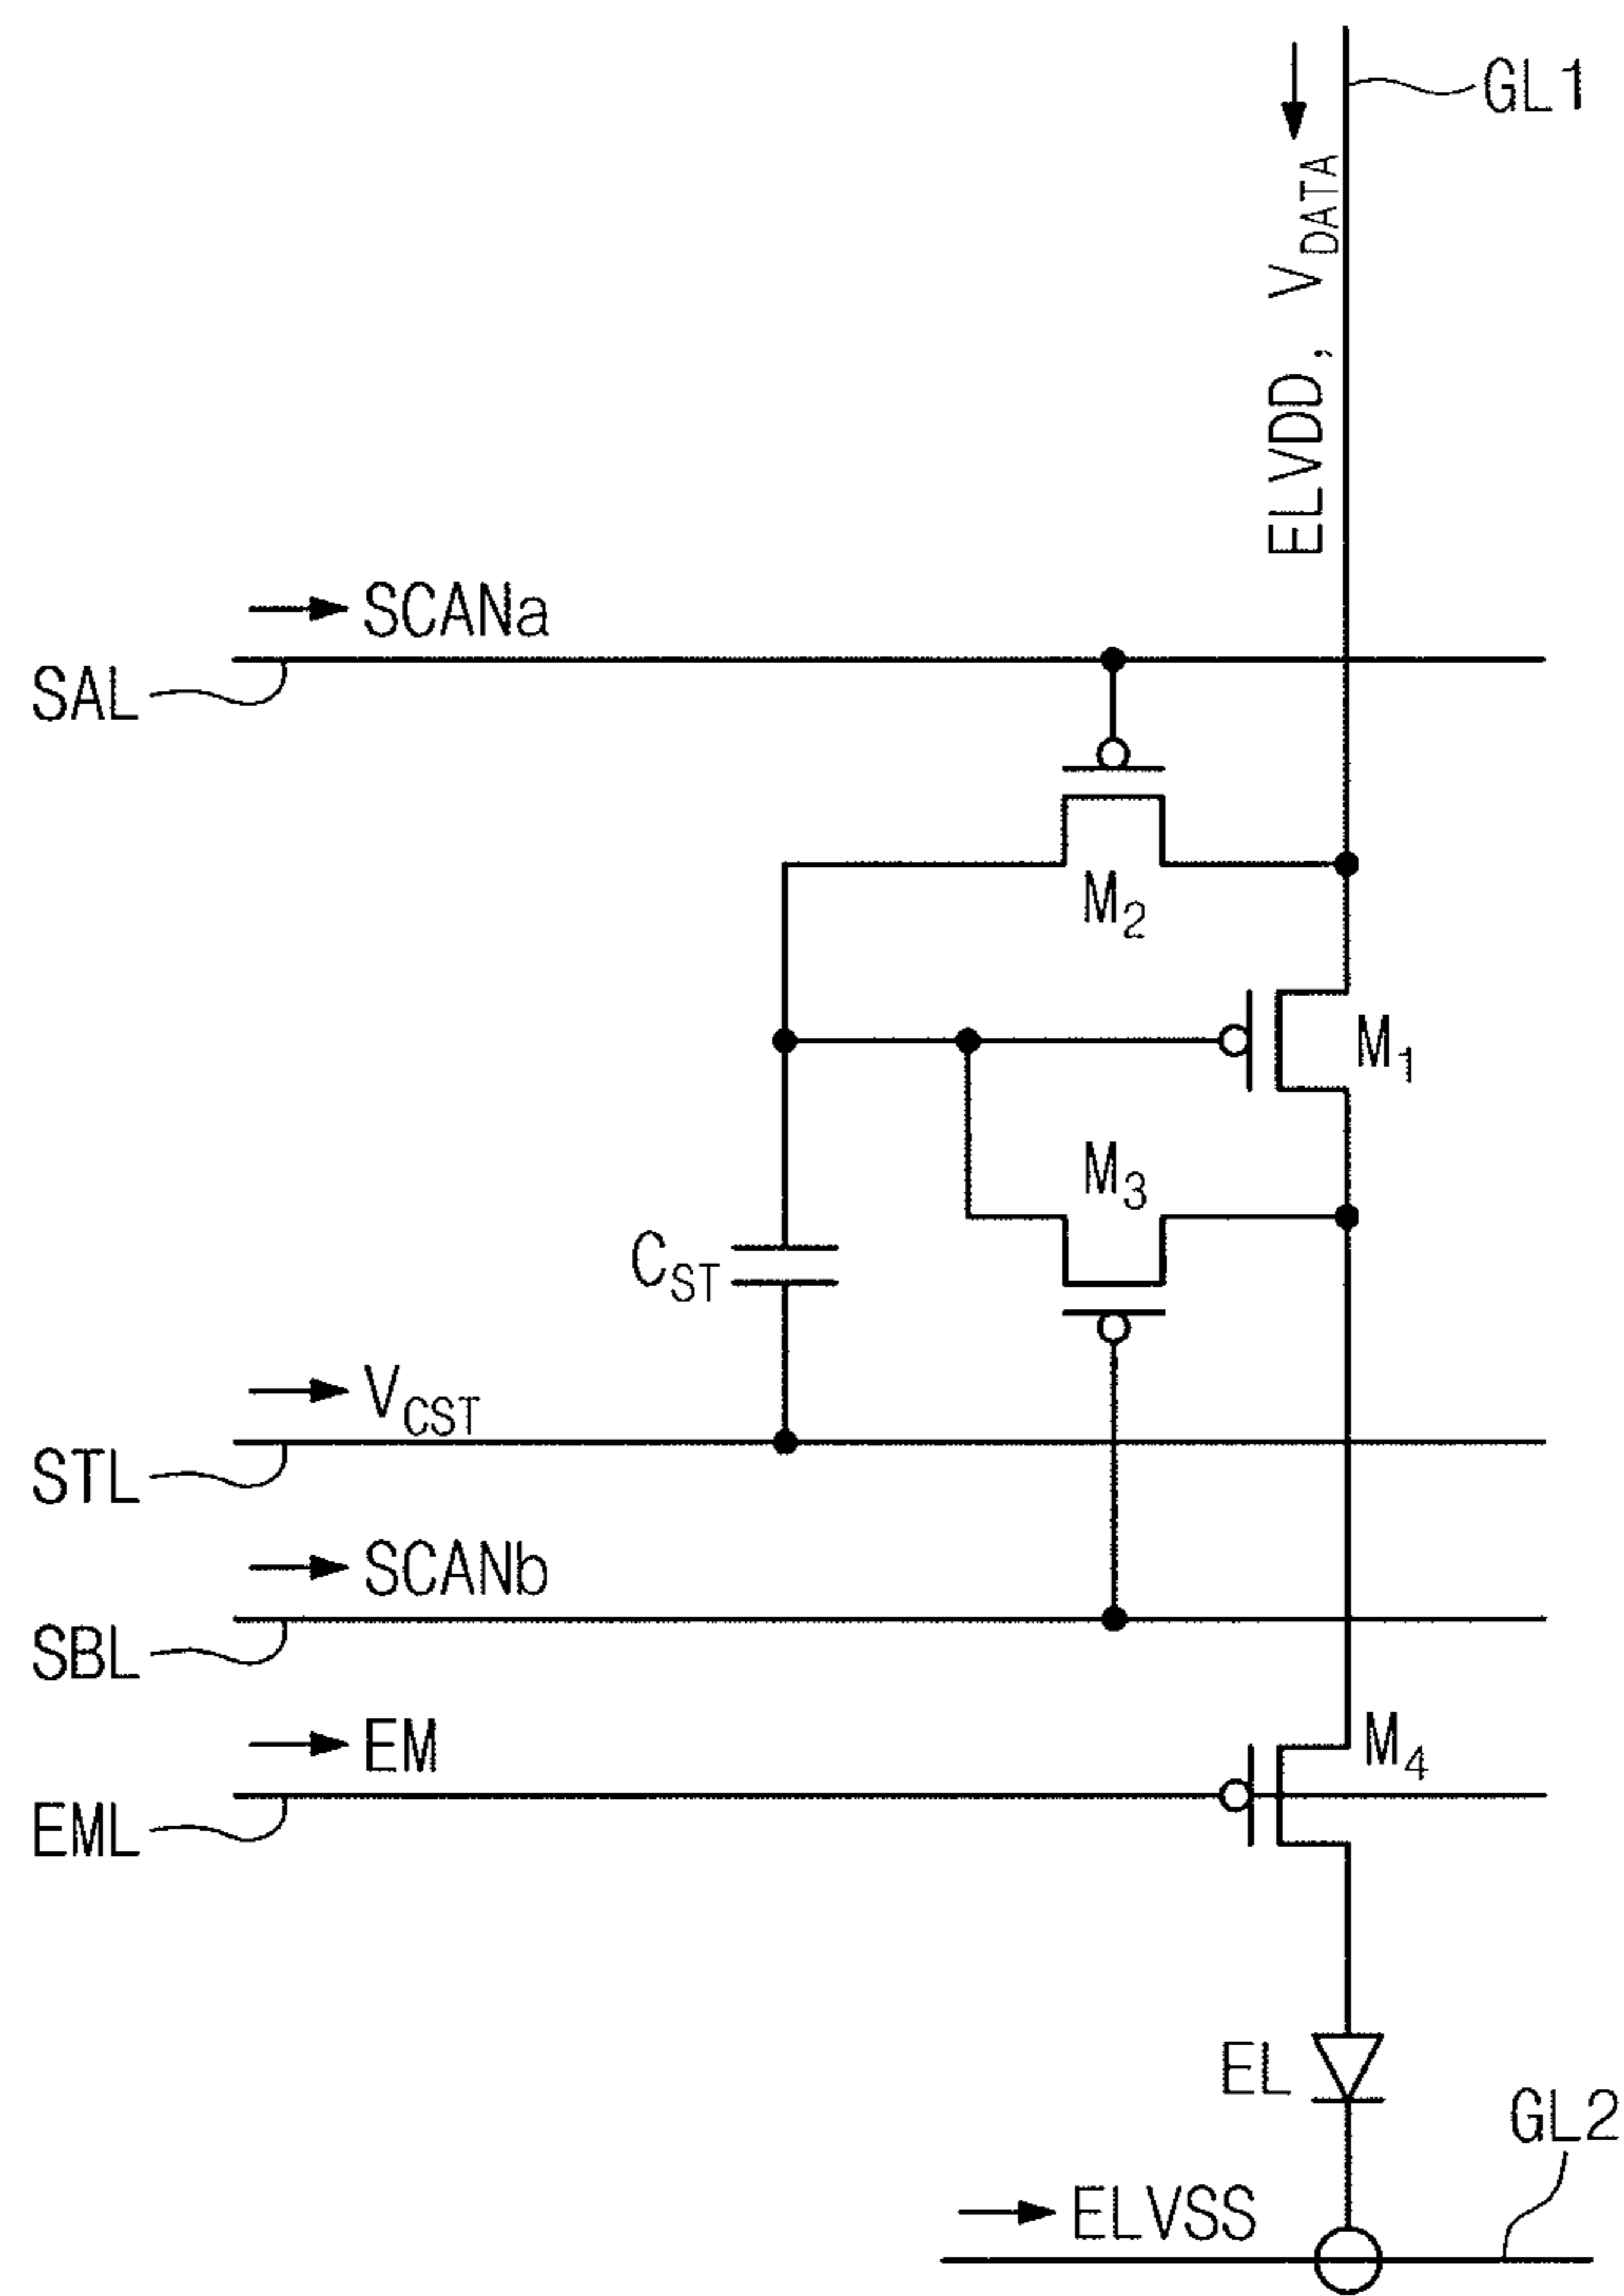 GL1
ELVDD, VDATA
SCANa
SAL
M2
M1
M3
CST
VCST
STL
SCANb
SBL
EM
M4
EML
EL
GL2
ELVSS